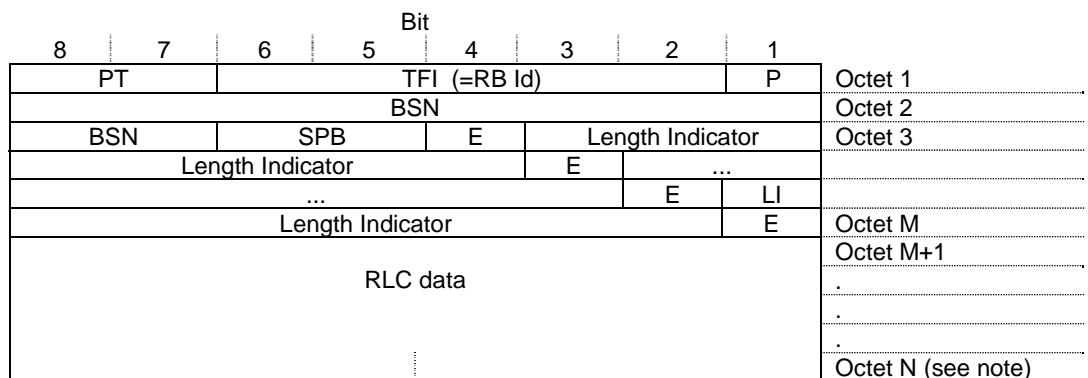 Bit
8 7 6 5 4 3 2 1
PT TFI (=RB Id) P Octet 1
BSN Octet 2
BSN SPB E Length Indicator Octet 3
Length Indicator E ...
... E LI
Length Indicator E Octet M
Octet M+1
RLC data .
.
.
Octet N (see note)